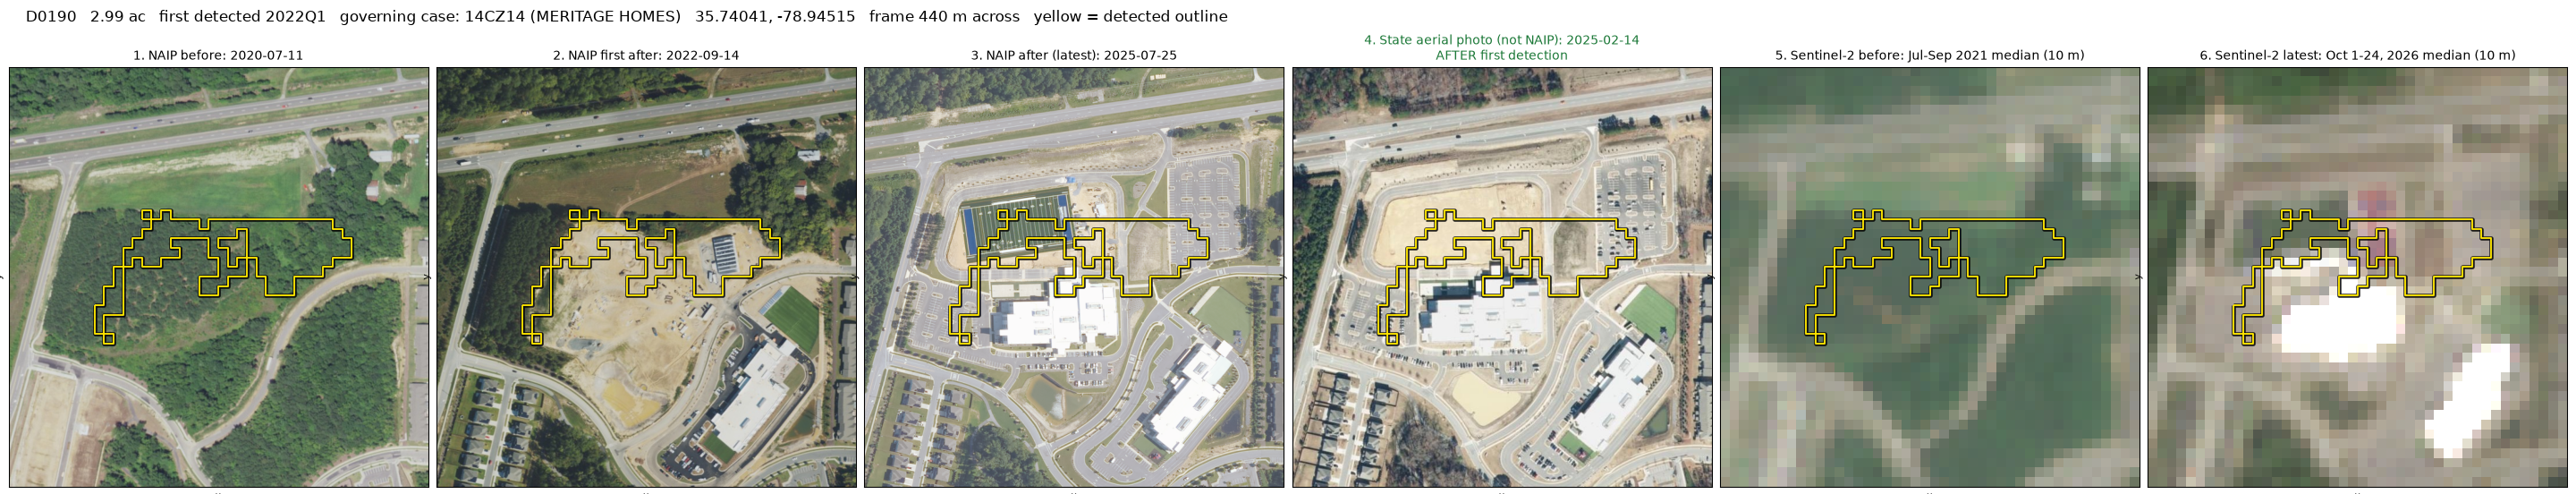 D0190   2.99 ac   first detected 2022Q1   governing case: 14CZ14 (MERITAGE HOMES)   35.74041, -78.94515   frame 440 m across   yellow = detected outline
1. NAIP before: 2020-07-11
2. NAIP first after: 2022-09-14
3. NAIP after (latest): 2025-07-25
4. State aerial photo (not NAIP): 2025-02-14
AFTER first detection
5. Sentinel-2 before: Jul-Sep 2021 median (10 m)
6. Sentinel-2 latest: Oct 1-24, 2026 median (10 m)